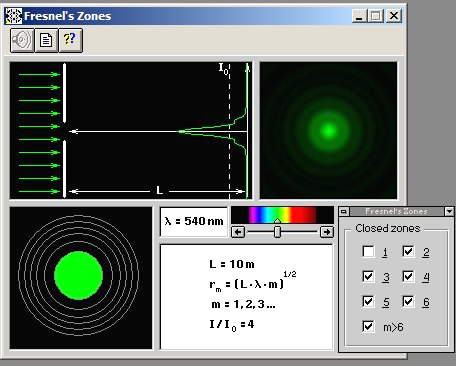 Fresnel's Zones
I₀
L
λ = 540 nm
L = 10 m
rₘ = (L·λ·m)^1/2
m = 1, 2, 3 ...
I / I₀ = 4
Fresnel's Zones
Closed zones
1 2
3 4
5 6
m>6